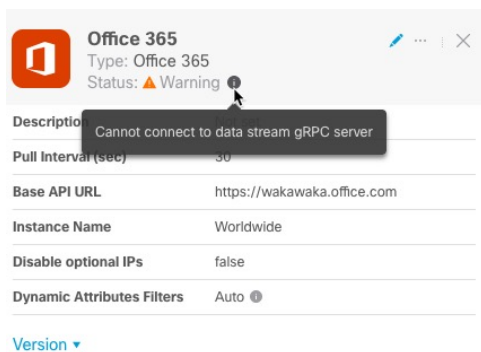 Office 365
Type: Office 365
Status: Warning
Cannot connect to data stream gRPC server
Description Not set
Pull Interval (sec) 30
Base API URL https://wakawaka.office.com
Instance Name Worldwide
Disable optional IPs false
Dynamic Attributes Filters Auto
Version